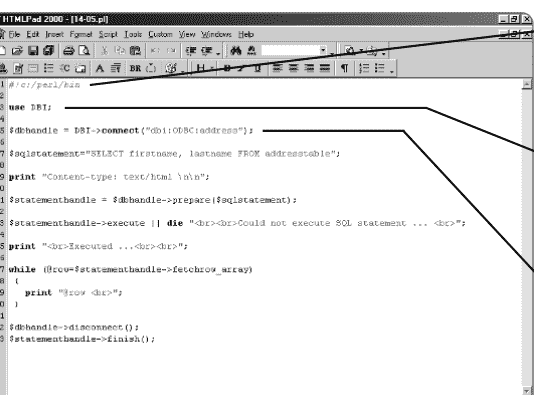 HTMLPad 2000 - [14-05.pl]
File Edit Insert Format Script Tools Custom View Windows Help
A BR H B I U ¶
#!c:/perl/bin
use DBI;
$dbhandle = DBI->connect("dbi:ODBC:address");
$sqlstatement="SELECT firstname, lastname FROM addresstable";
print "Content-type: text/html \n\n";
$statementhandle = $dbhandle->prepare($sqlstatement);
$statementhandle->execute || die "<br><br>Could not execute SQL statement ... <br>";
print "<br>Executed ...<br><br>";
while (@row=$statementhandle->fetchrow_array)
{
print "@row <br>";
}
$dbhandle->disconnect();
$statementhandle->finish();